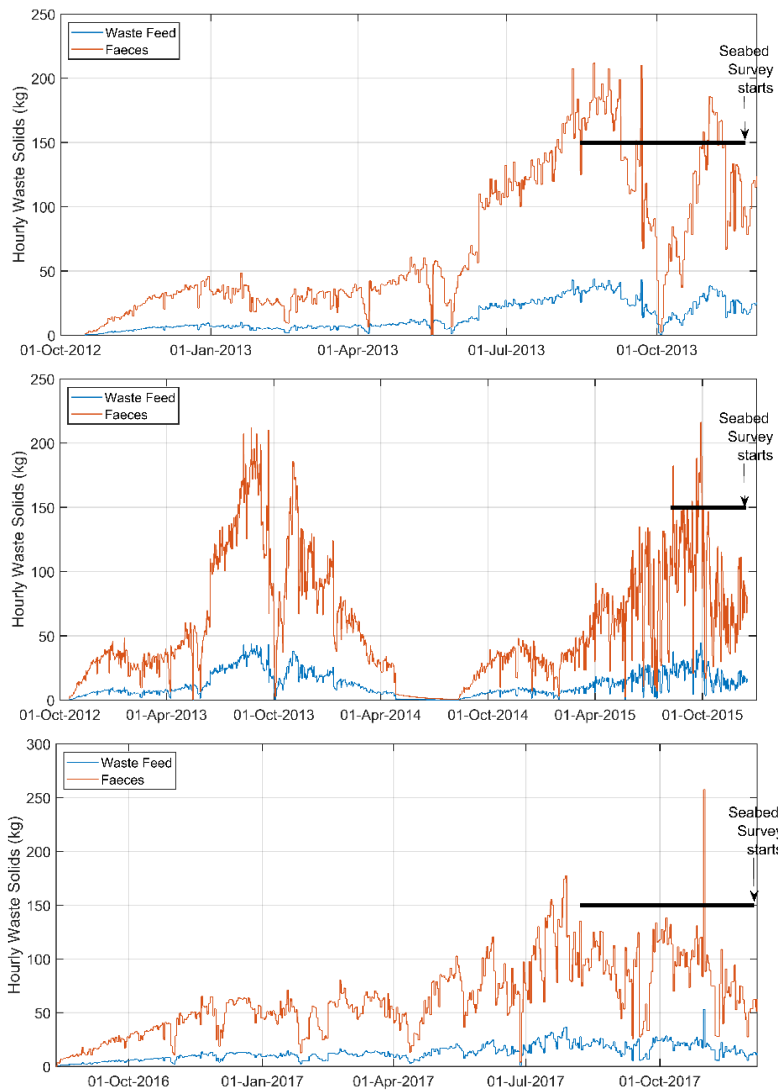 250
200
150
100
50
0
Hourly Waste Solids (kg)
Waste Feed
Faeces
Seabed
Survey
starts
01-Oct-2012 01-Jan-2013 01-Apr-2013 01-Jul-2013 01-Oct-2013
250
200
150
100
50
0
Hourly Waste Solids (kg)
Waste Feed
Faeces
Seabed
Survey
starts
01-Oct-2012 01-Apr-2013 01-Oct-2013 01-Apr-2014 01-Oct-2014 01-Apr-2015 01-Oct-2015
300
250
200
150
100
50
0
Hourly Waste Solids (kg)
Waste Feed
Faeces
Seabed
Survey
starts
01-Oct-2016 01-Jan-2017 01-Apr-2017 01-Jul-2017 01-Oct-2017